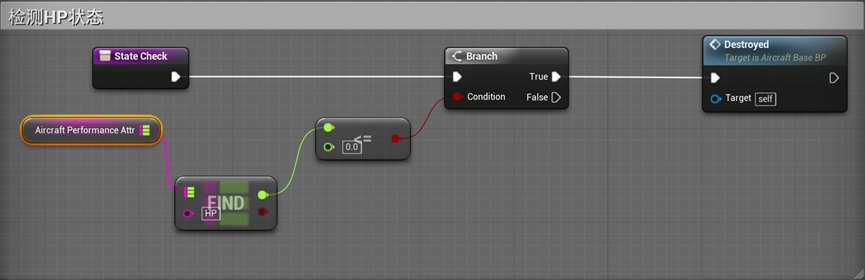 检测HP状态
State Check
Branch
True
Condition
False
Destroyed
Target is Aircraft Base BP
Target
self
Aircraft Performance Attr
<=
0.0
FIND
HP